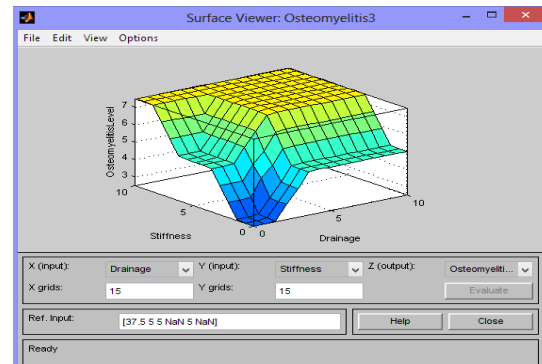 Surface Viewer: Osteomyelitis3
File Edit View Options
7
6
5
4
3
OsteomyelitisLevel
10
5
0
Stiffness
0
5
10
Drainage
X (input): Drainage Y (input): Stiffness Z (output): Osteomyeliti...
X grids: 15 Y grids: 15 Evaluate
Ref. Input: [37.5 5 5 NaN 5 NaN] Help Close
Ready